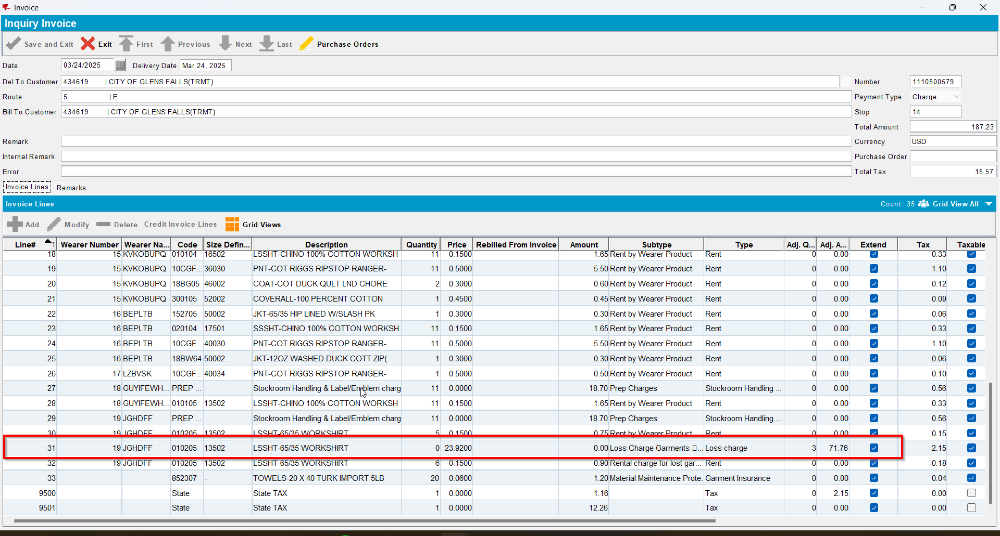 Invoice
Inquiry Invoice
Save and Exit Exit First Previous Next Last Purchase Orders
Date 03/24/2025 Delivery Date Mar 24, 2025
Del To Customer 434619 | CITY OF GLENS FALLS(TRMT) ... Number 1110500579
Route 5 | E Payment Type Charge
Bill To Customer 434619 | CITY OF GLENS FALLS(TRMT) Stop 14
Total Amount 187.23
Remark Currency USD
Internal Remark Purchase Order
Error Total Tax 15.57
Invoice Lines Remarks
Invoice Lines Count : 35 Grid View All
Add Modify Delete Credit Invoice Lines Grid Views
Line# 1 Wearer Number Wearer Na... Code Size Defin... Description Quantity Price Rebilled From Invoice Amount Subtype Type Adj. Q... Adj. A... Extend Tax Taxable
18 15 KVKOBUPQ 010104 16502 LSSHT-CHINO 100% COTTON WORKSH 11 0.1500 1.65 Rent by Wearer Product Rent 0 0.00 0.33
19 15 KVKOBUPQ 10CGF... 36030 PNT-COT RIGGS RIPSTOP RANGER- 11 0.5000 5.50 Rent by Wearer Product Rent 0 0.00 1.10
20 15 KVKOBUPQ 18BG05 46002 COAT-COT DUCK QULT LND CHORE 2 0.3000 0.60 Rent by Wearer Product Rent 0 0.00 0.12
21 15 KVKOBUPQ 300105 52002 COVERALL-100 PERCENT COTTON 1 0.4500 0.45 Rent by Wearer Product Rent 0 0.00 0.09
22 16 BEPLTB 152705 50002 JKT-65/35 HIP LINED W/SLASH PK 1 0.3000 0.30 Rent by Wearer Product Rent 0 0.00 0.06
23 16 BEPLTB 020104 17501 SSSHT-CHINO 100% COTTON WORKSH 11 0.1500 1.65 Rent by Wearer Product Rent 0 0.00 0.33
24 16 BEPLTB 10CGF... 40030 PNT-COT RIGGS RIPSTOP RANGER- 11 0.5000 5.50 Rent by Wearer Product Rent 0 0.00 1.10
25 16 BEPLTB 18BW64 50002 JKT-12OZ WASHED DUCK COTT ZIP( 1 0.3000 0.30 Rent by Wearer Product Rent 0 0.00 0.06
26 17 LZBVSK 10CGF... 40034 PNT-COT RIGGS RIPSTOP RANGER- 1 0.5000 0.50 Rent by Wearer Product Rent 0 0.00 0.10
27 18 GUYIFEWH... PREP ... Stockroom Handling & Label/Emblem charg 11 0.0000 18.70 Prep Charges Stockroom Handling ... 0 0.00 0.56
28 18 GUYIFEWH... 010105 13502 LSSHT-CHINO 100% COTTON WORKSH 11 0.1500 1.65 Rent by Wearer Product Rent 0 0.00 0.33
29 19 JGHDFF PREP ... Stockroom Handling & Label/Emblem charg 11 0.0000 18.70 Prep Charges Stockroom Handling ... 0 0.00 0.56
30 19 JGHDFF 010205 13502 LSSHT-65/35 WORKSHIRT 5 0.1500 0.75 Rent by Wearer Product Rent 0 0.00 0.15
31 19 JGHDFF 010205 13502 LSSHT-65/35 WORKSHIRT 0 23.9200 0.00 Loss Charge Garments ... Loss charge 3 71.76 2.15
32 19 JGHDFF 010205 13502 LSSHT-65/35 WORKSHIRT 6 0.1500 0.90 Rental charge for lost gar... Rent 0 0.00 0.18
33 852307 - TOWELS-20 X 40 TURK IMPORT 5LB 20 0.0600 1.20 Material Maintenance Prote. Garment Insurance 0 0.00 0.04
9500 State State TAX 1 0.0000 1.16 Tax 0 2.15 0.00
9501 State State TAX 1 0.0000 12.26 Tax 0 0.00 0.00